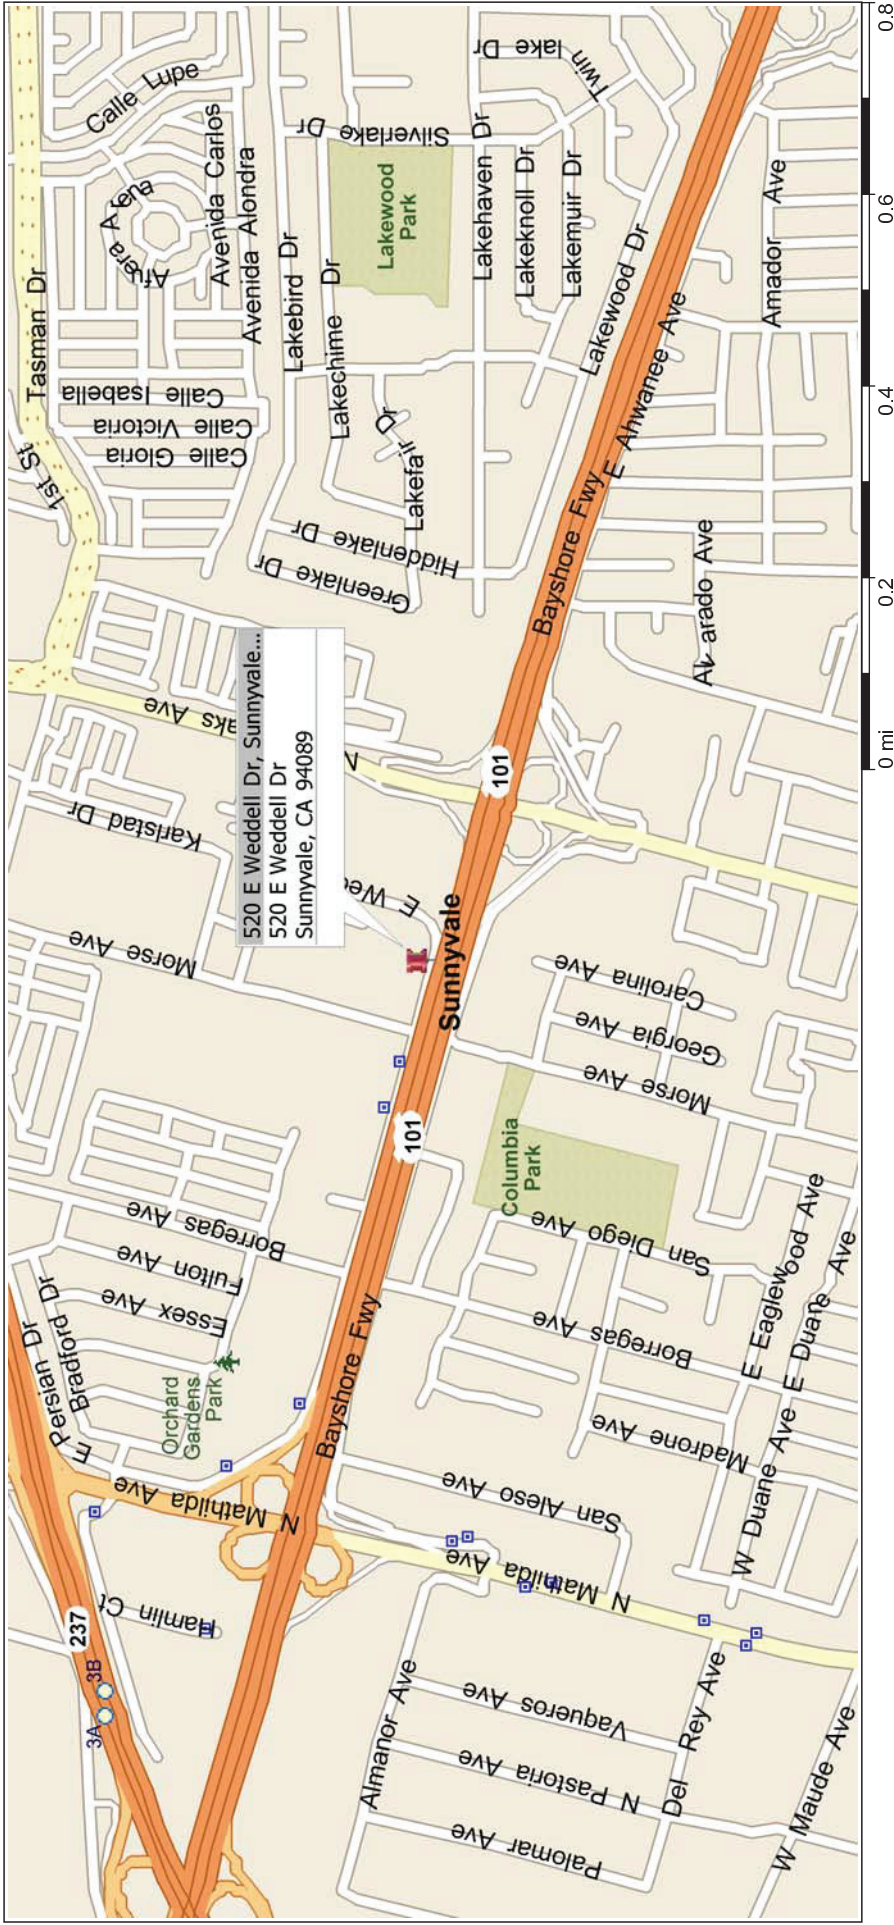 Tasman Dr
1st St
Calle Lupe
Afuera Arena
Avenida Carlos
Avenida Alondra
Calle Isabella
Calle Victoria
Calle Gloria
Lakebird Dr
Lakechime Dr
Silverlake Dr
Lakewood
Park
Lakehaven Dr
Lakeknoll Dr
Lakemuir Dr
Twin lake Dr
Lakewood Dr
Lakefair Dr
Hiddenlake Dr
Greenlake Dr
E Ahwanee Ave
Amador Ave
Bayshore Fwy
101
N
aks Ave
Karlstad Dr
Morse Ave
520 E Weddell Dr, Sunnyvale...
520 E Weddell Dr
Sunnyvale, CA 94089
E Wed
Sunnyvale
Carolina Ave
Georgia Ave
Morse Ave
101
Columbia
Park
San Diego Ave
Borregas Ave
Fulton Ave
Essex Ave
E Persian Dr
Bradford Dr
Orchard
Gardens
Park
Bayshore Fwy
Borregas Ave
Madrone Ave
E Eaglewood Ave
E Duane Ave
W Duane Ave
San Aleso Ave
N Mathilda Ave
N Mathilda Ave
Hamlin Ct
237
3B
3A
Almanor Ave
Vaqueros Ave
N Pastoria Ave
Palomar Ave
Del Rey Ave
W Maude Ave
0 mi
0.2
0.4
0.6
0.8